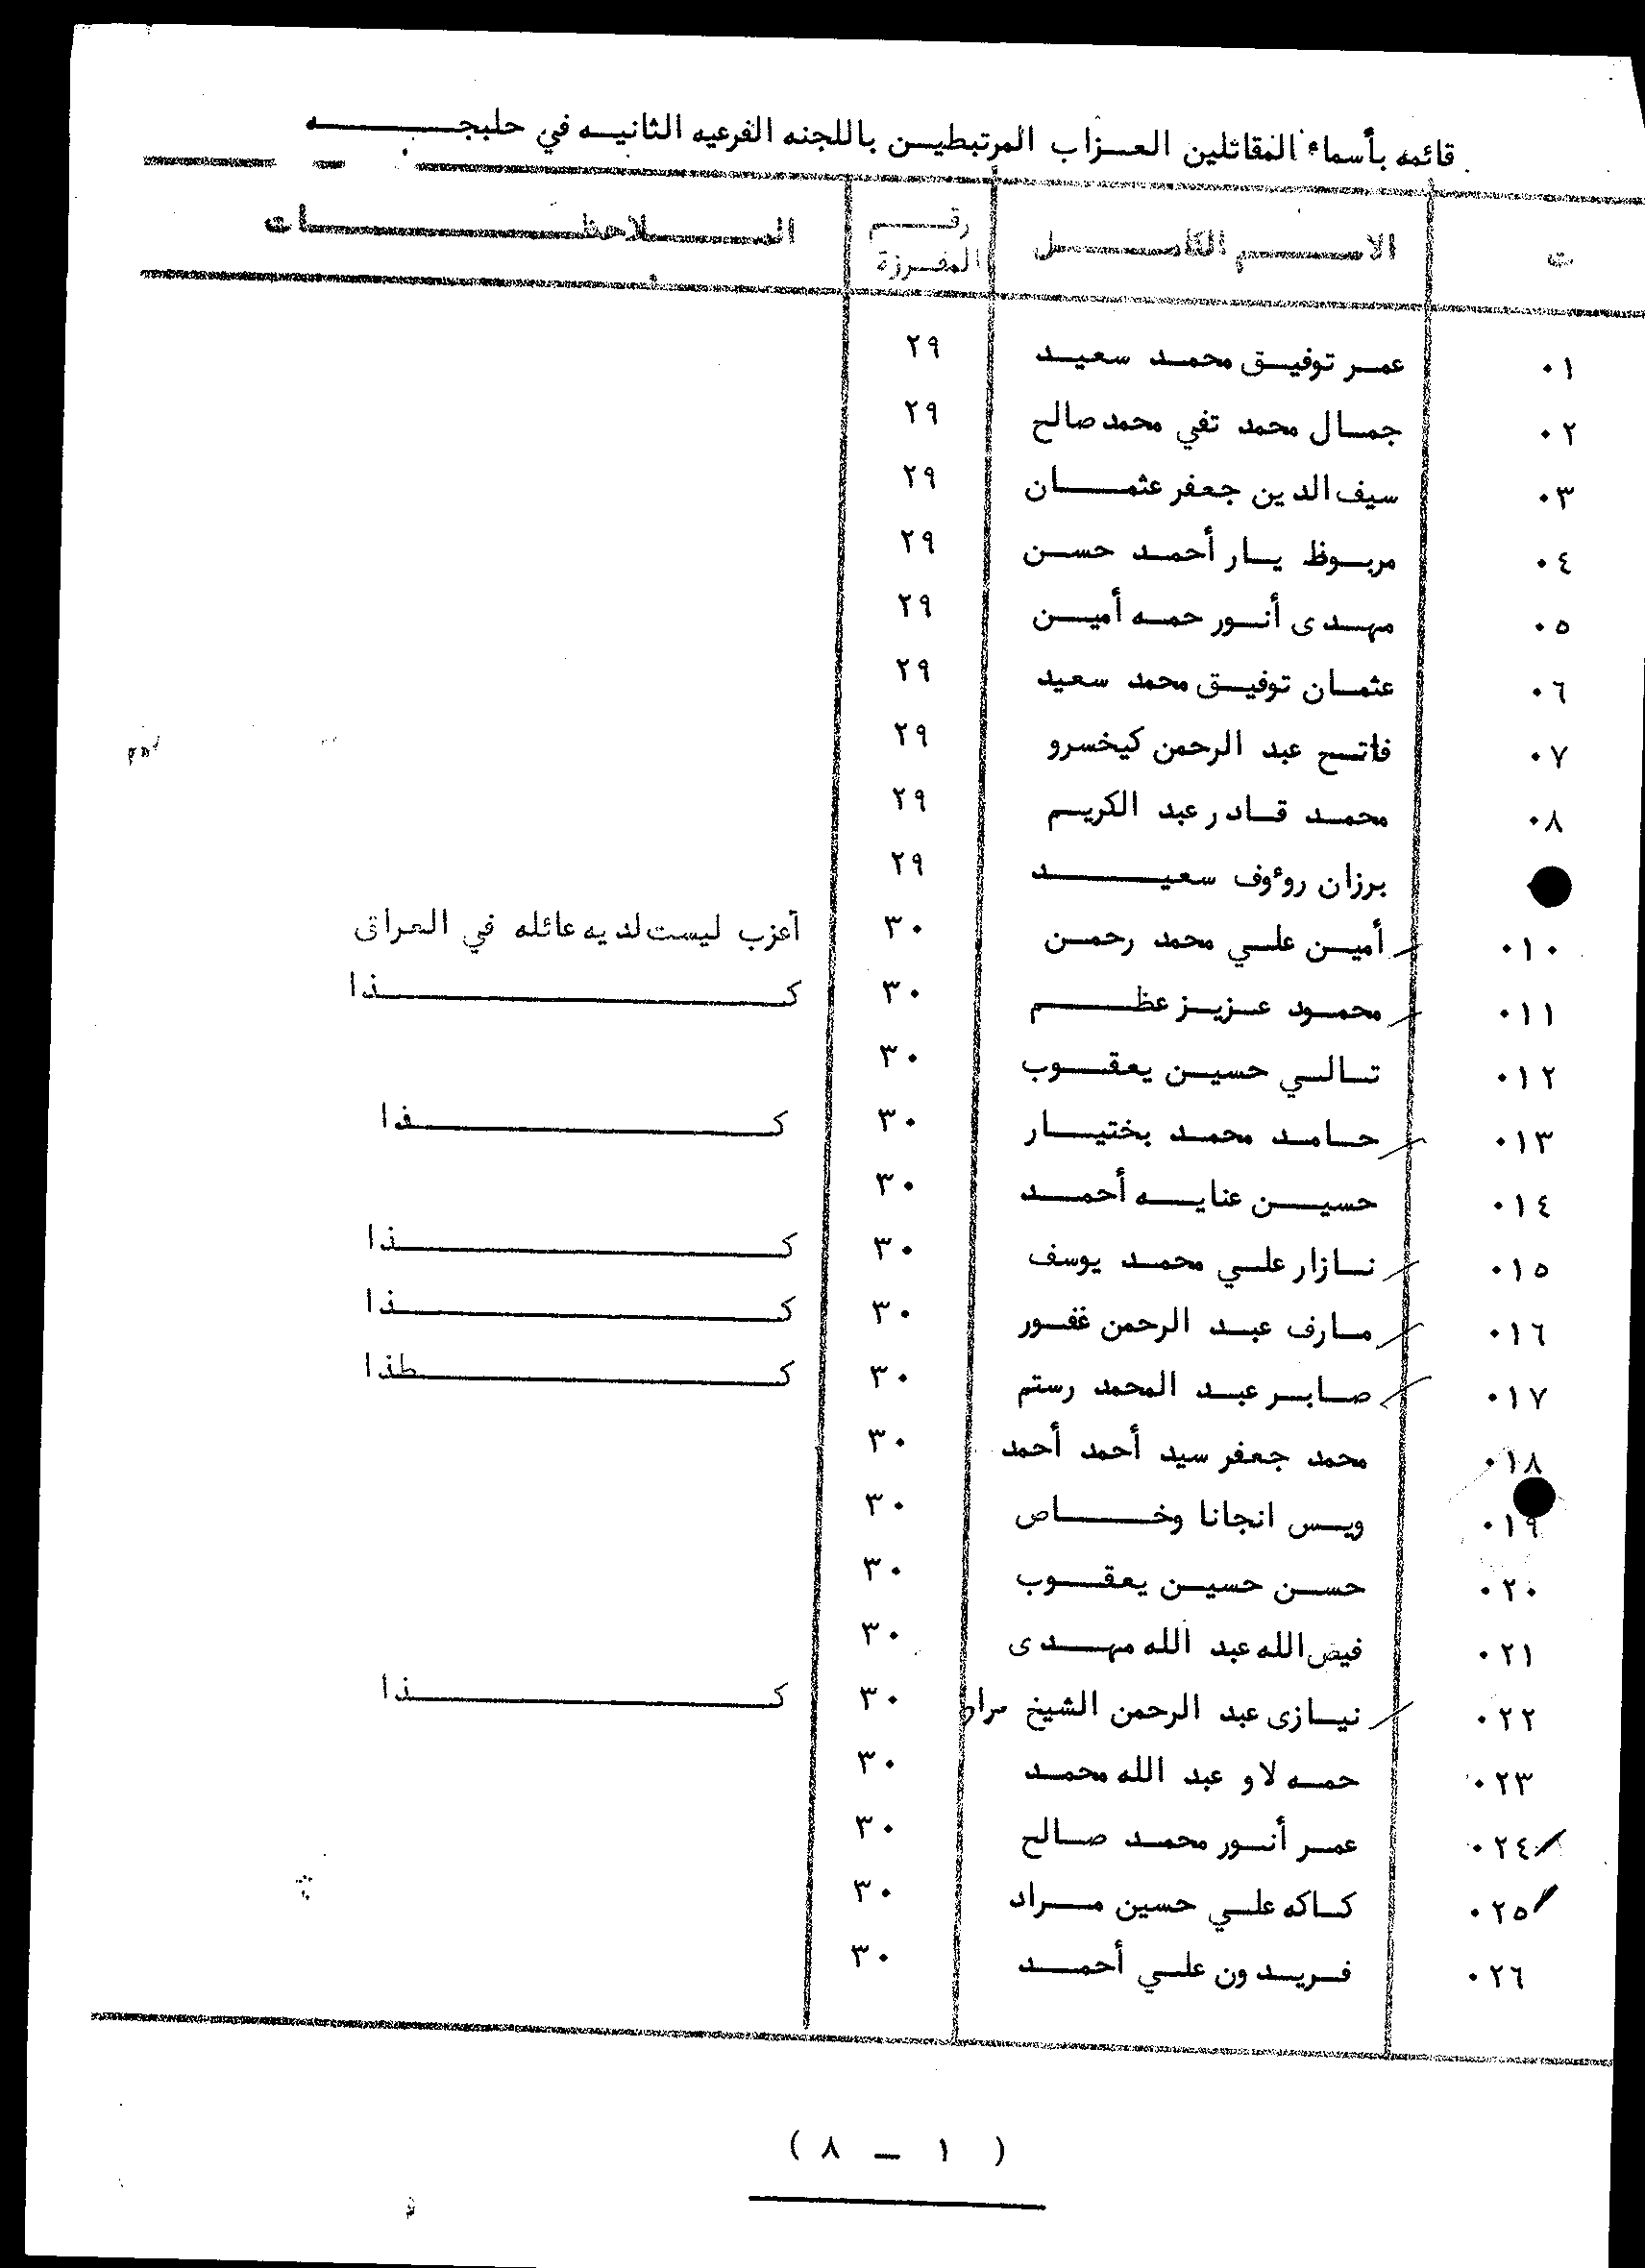 قائمه بأسماء المقاتلين العزاب المرتبطين باللجنه الفرعيه الثانيه في حلبجه
ت الاسم الكامل رقم المفرزة الملاحظات
٠١ عمر توفيق محمد سعيد ٢٩
٠٢ جمال محمد تفي محمد صالح ٢٩
٠٣ سيف الدين جعفر عثمان ٢٩
٠٤ مربوظ يار أحمد حسن ٢٩
٠٥ مهدى أنور حمه أمين ٢٩
٠٦ عثمان توفيق محمد سعيد ٢٩
٠٧ فاتح عبد الرحمن كيخسرو ٢٩
٠٨ محمد قادر عبد الكريم ٢٩
برزان روٴوف سعيد ٢٩
٠١٠ أمين علي محمد رحمن ٣٠ أعزب ليست لديه عائله في العراق
٠١١ محمود عزيز عظم ٣٠ كذا
٠١٢ تالي حسين يعقوب ٣٠
٠١٣ حامد محمد بختيار ٣٠ كذا
٠١٤ حسين عنايه أحمد ٣٠
٠١٥ نازار علي محمد يوسف ٣٠ كذا
٠١٦ مارف عبد الرحمن غفور ٣٠ كذا
٠١٧ صابر عبد المحمد رستم ٣٠ كطذا
٠١٨ محمد جعفر سيد أحمد أحمد ٣٠
٠١٩ ويس انجانا وخاص ٣٠
٠٢٠ حسن حسين يعقوب ٣٠
٠٢١ فيض الله عبد الله مهدى ٣٠
٠٢٢ نيازى عبد الرحمن الشيخ مراد ٣٠ كذا
٠٢٣ حمه لاو عبد الله محمد ٣٠
٠٢٤ عمر أنور محمد صالح ٣٠
٠٢٥ كاكه علي حسين مراد ٣٠
٠٢٦ فريدون علي أحمد ٣٠
( ١ - ٨ )